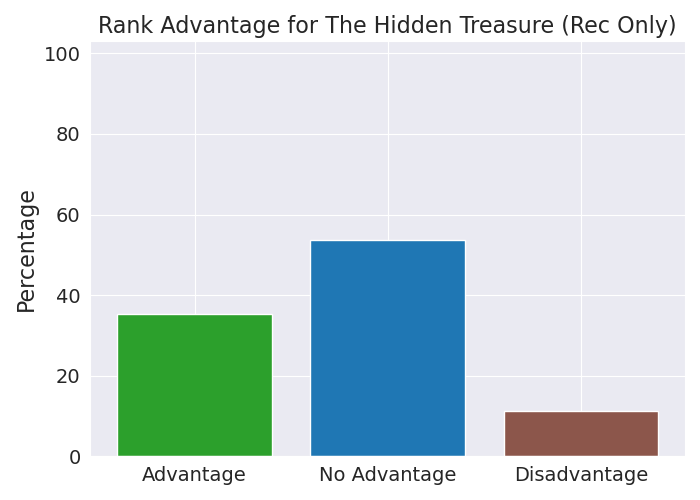 Rank Advantage for The Hidden Treasure (Rec Only)
100
80
60
40
20
0
Percentage
Advantage
No Advantage
Disadvantage